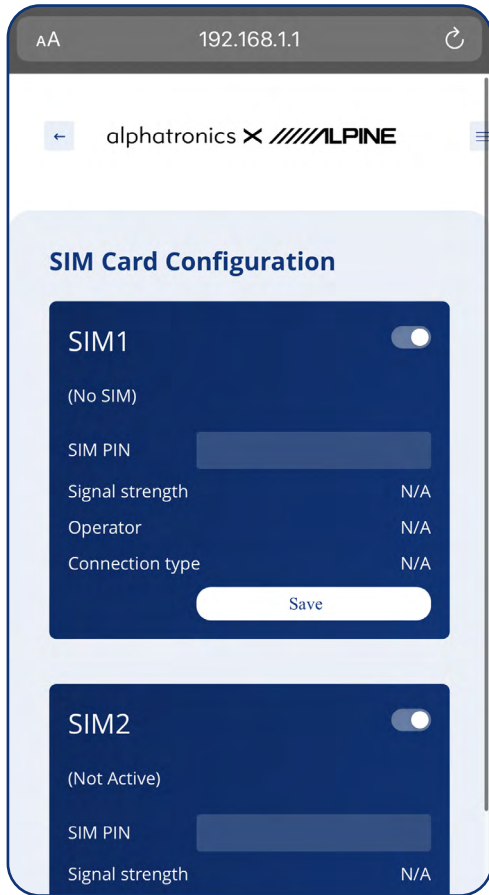 AA 192.168.1.1
alphatronics X ALPINE
SIM Card Configuration
SIM1
(No SIM)
SIM PIN
Signal strength N/A
Operator N/A
Connection type N/A
Save
SIM2
(Not Active)
SIM PIN
Signal strength N/A